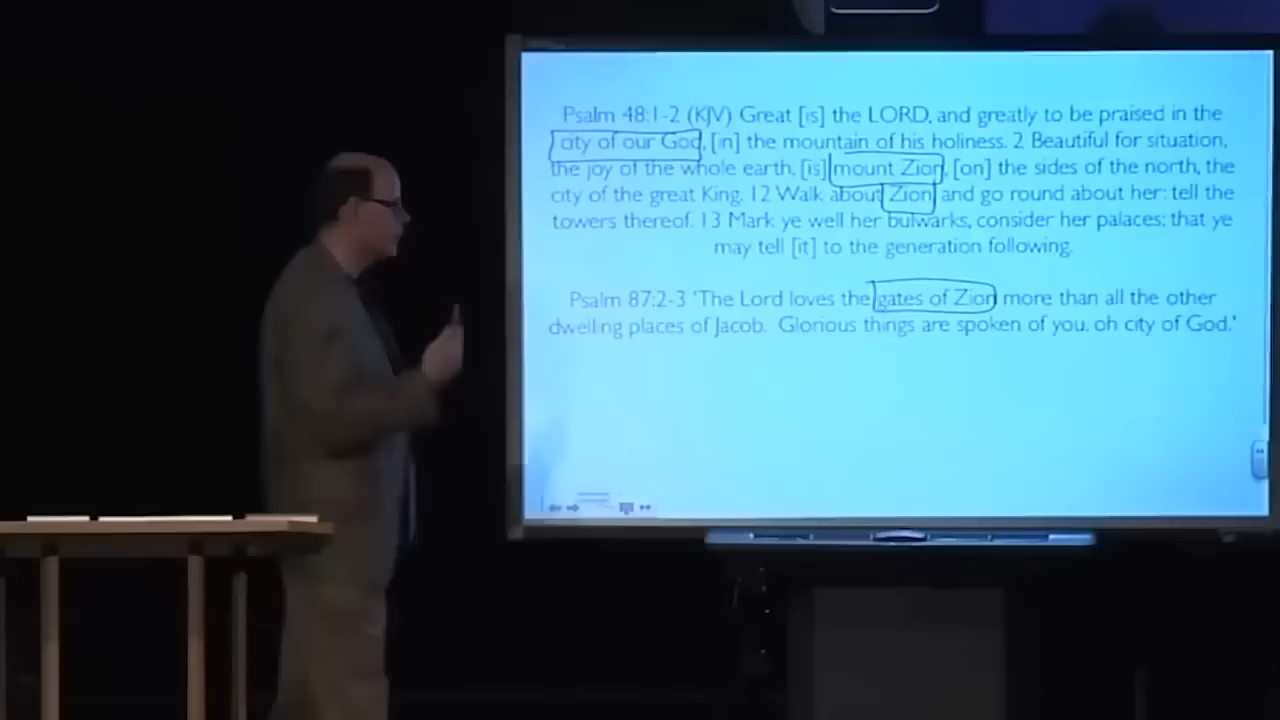 Psalm 48:1-2 (KJV) Great [is] the LORD, and greatly to be praised in the
city of our God, [in] the mountain of his holiness. 2 Beautiful for situation,
the joy of the whole earth, [is] mount Zion, [on] the sides of the north, the
city of the great King. 12 Walk about Zion, and go round about her: tell the
towers thereof. 13 Mark ye well her bulwarks, consider her palaces; that ye
may tell [it] to the generation following.
Psalm 87:2-3 'The Lord loves the gates of Zion more than all the other
dwelling places of Jacob. Glorious things are spoken of you, oh city of God.'